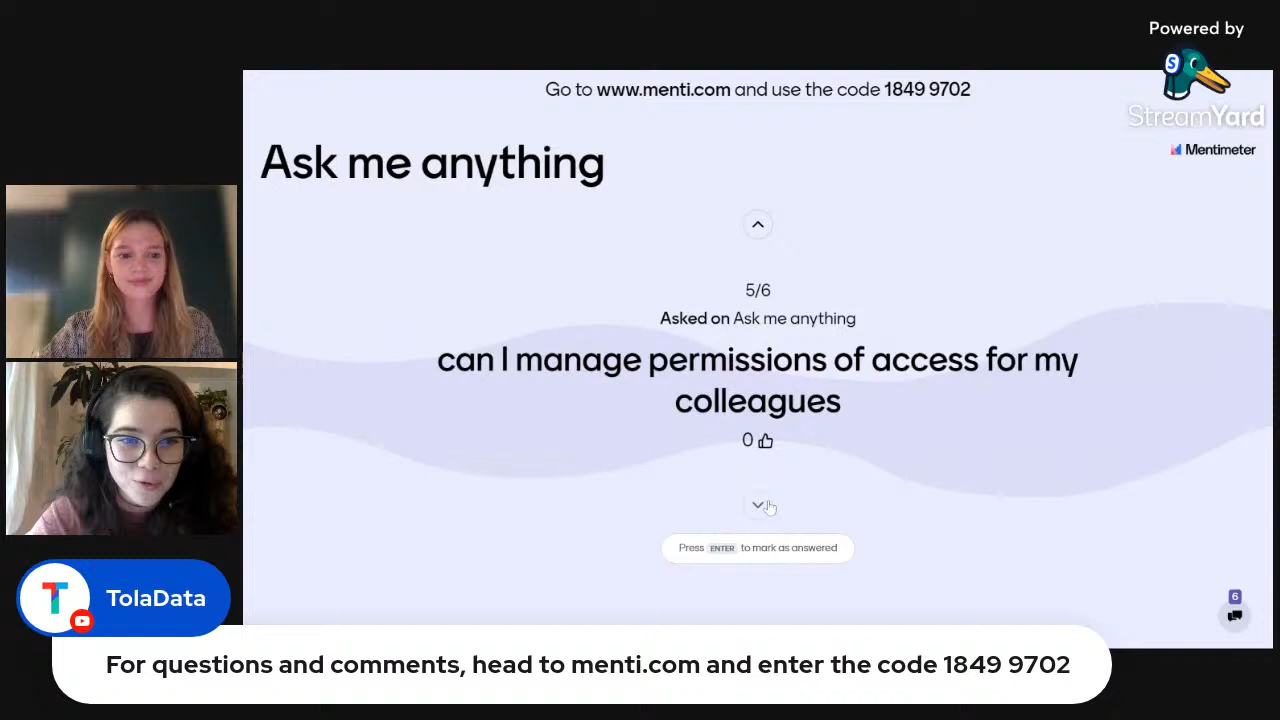 Powered by
StreamYard
Go to www.menti.com and use the code 1849 9702
Mentimeter
Ask me anything
5/6
Asked on Ask me anything
can I manage permissions of access for my
colleagues
0
Press ENTER to mark as answered
6
T TolaData
For questions and comments, head to menti.com and enter the code 1849 9702